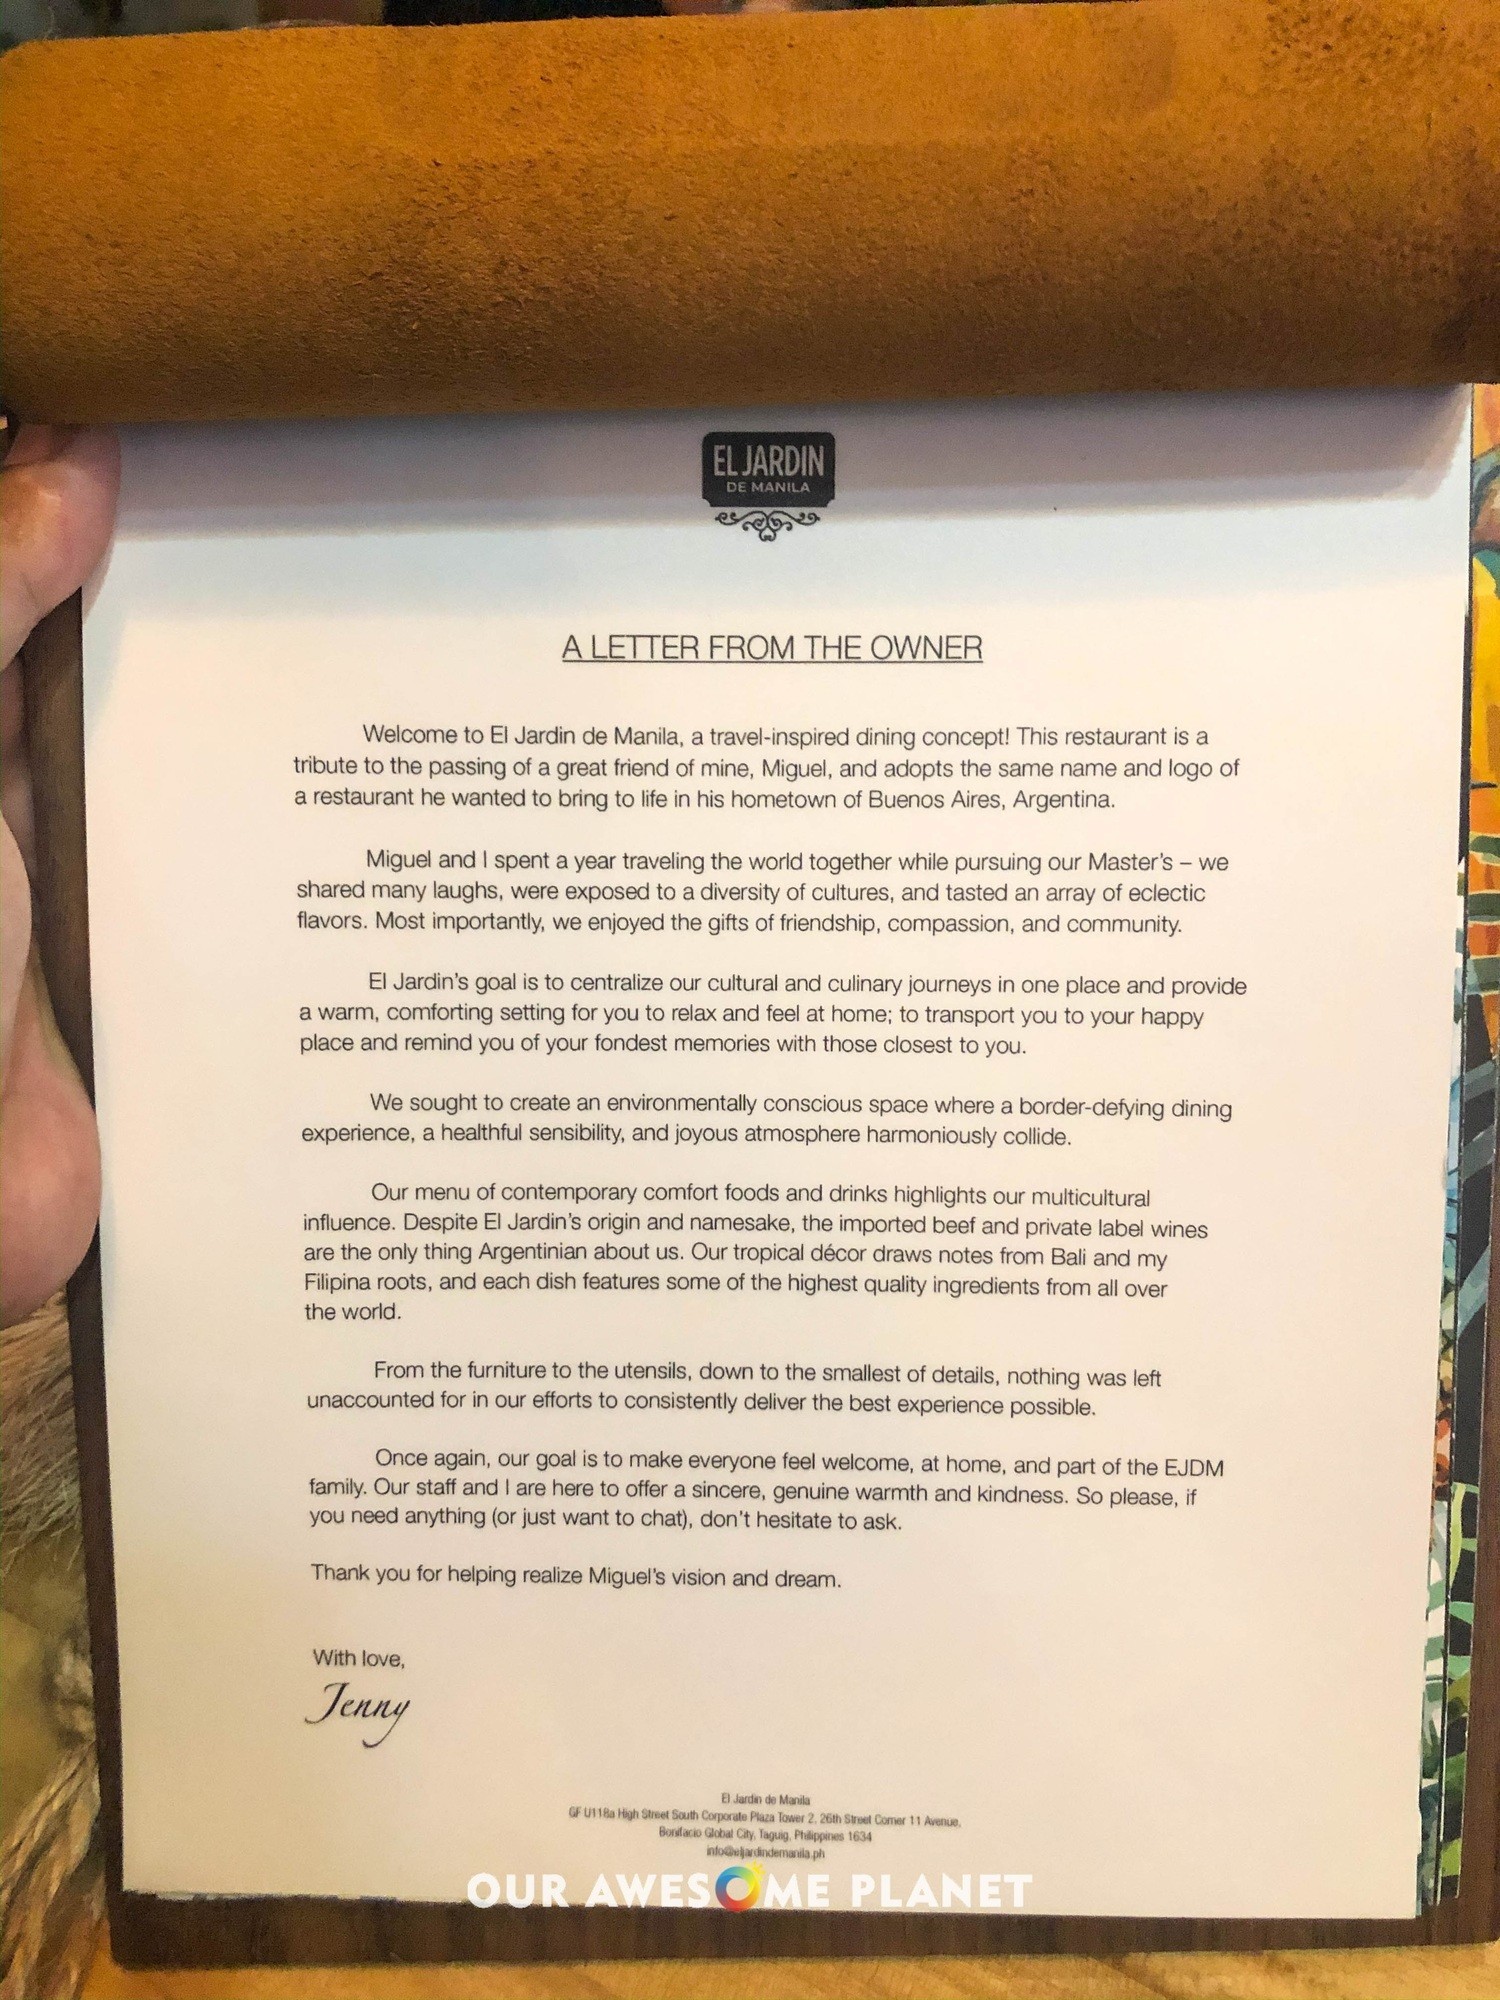 EL JARDIN
DE MANILA
A LETTER FROM THE OWNER
Welcome to El Jardin de Manila, a travel-inspired dining concept! This restaurant is a
tribute to the passing of a great friend of mine, Miguel, and adopts the same name and logo of
a restaurant he wanted to bring to life in his hometown of Buenos Aires, Argentina.
Miguel and I spent a year traveling the world together while pursuing our Master's – we
shared many laughs, were exposed to a diversity of cultures, and tasted an array of eclectic
flavors. Most importantly, we enjoyed the gifts of friendship, compassion, and community.
El Jardin's goal is to centralize our cultural and culinary journeys in one place and provide
a warm, comforting setting for you to relax and feel at home; to transport you to your happy
place and remind you of your fondest memories with those closest to you.
We sought to create an environmentally conscious space where a border-defying dining
experience, a healthful sensibility, and joyous atmosphere harmoniously collide.
Our menu of contemporary comfort foods and drinks highlights our multicultural
influence. Despite El Jardin's origin and namesake, the imported beef and private label wines
are the only thing Argentinian about us. Our tropical décor draws notes from Bali and my
Filipina roots, and each dish features some of the highest quality ingredients from all over
the world.
From the furniture to the utensils, down to the smallest of details, nothing was left
unaccounted for in our efforts to consistently deliver the best experience possible.
Once again, our goal is to make everyone feel welcome, at home, and part of the EJDM
family. Our staff and I are here to offer a sincere, genuine warmth and kindness. So please, if
you need anything (or just want to chat), don't hesitate to ask.
Thank you for helping realize Miguel's vision and dream.
With love,
Jenny
El Jardin de Manila
GF U118a High Street South Corporate Plaza Tower 2, 26th Street Corner 11 Avenue,
Bonifacio Global City, Taguig, Philippines 1634
info@eljardindemanila.ph
OUR AWESOME PLANET